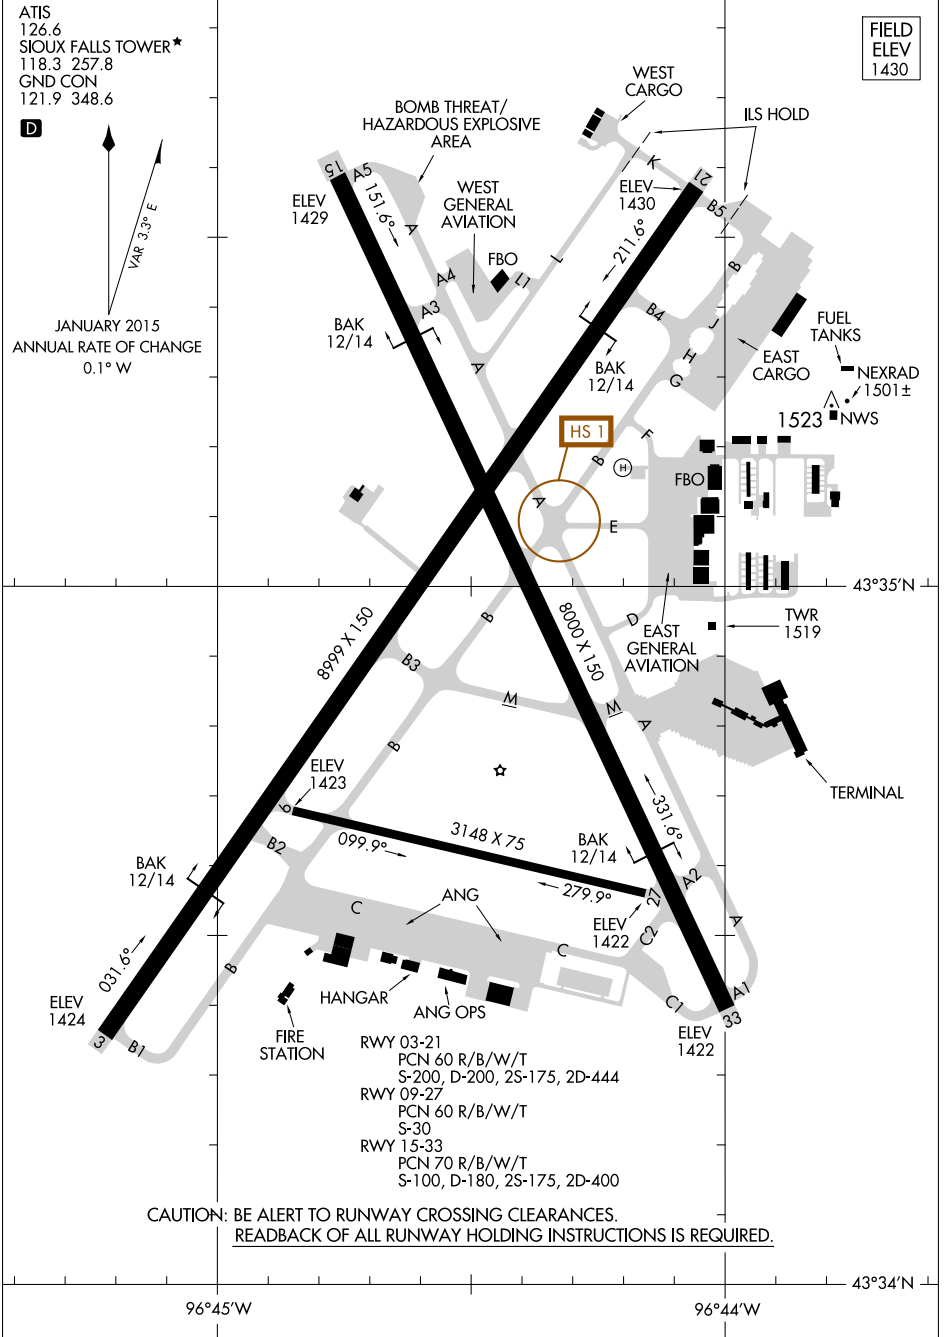 ATIS
126.6
SIOUX FALLS TOWER★
118.3 257.8
GND CON
121.9 348.6
D
FIELD
ELEV
1430
VAR 3.3° E
JANUARY 2015
ANNUAL RATE OF CHANGE
0.1° W
WEST
CARGO
BOMB THREAT/
HAZARDOUS EXPLOSIVE
AREA
ILS HOLD
K
15
A5
ELEV
1429
151.6°
A
WEST
GENERAL
AVIATION
ELEV
1430
21
B5
211.6°
FBO
L1
L
A4
A3
B
B4
J
H
G
BAK
12/14
A
BAK
12/14
EAST
CARGO
FUEL
TANKS
NEXRAD
1501±
1523
NWS
HS 1
B
F
H
FBO
A
E
43°35'N
8999 X 150
B
8000 X 150
D
EAST
GENERAL
AVIATION
TWR
1519
B3
M
M
A
B
ELEV
1423
9
TERMINAL
331.6°
3148 X 75
099.9°
279.9°
BAK
12/14
B2
BAK
12/14
A2
27
ELEV
1422
C
ANG
C2
A
C
B
031.6°
ELEV
1424
3
B1
HANGAR
ANG OPS
FIRE
STATION
C1
A1
33
ELEV
1422
RWY 03-21
PCN 60 R/B/W/T
S-200, D-200, 2S-175, 2D-444
RWY 09-27
PCN 60 R/B/W/T
S-30
RWY 15-33
PCN 70 R/B/W/T
S-100, D-180, 2S-175, 2D-400
CAUTION: BE ALERT TO RUNWAY CROSSING CLEARANCES.
READBACK OF ALL RUNWAY HOLDING INSTRUCTIONS IS REQUIRED.
43°34'N
96°45'W
96°44'W